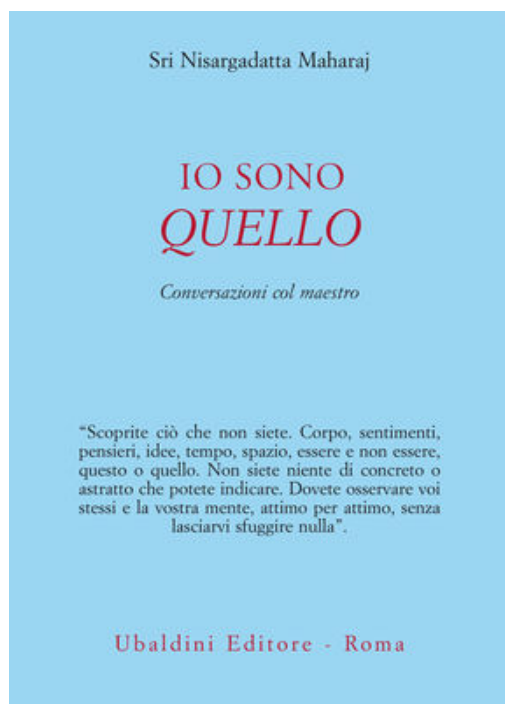 Sri Nisargadatta Maharaj
IO SONO
QUELLO
Conversazioni col maestro
“Scoprite ciò che non siete. Corpo, sentimenti,
pensieri, idee, tempo, spazio, essere e non essere,
questo o quello. Non siete niente di concreto o
astratto che potete indicare. Dovete osservare voi
stessi e la vostra mente, attimo per attimo, senza
lasciarvi sfuggire nulla”.
Ubaldini Editore - Roma